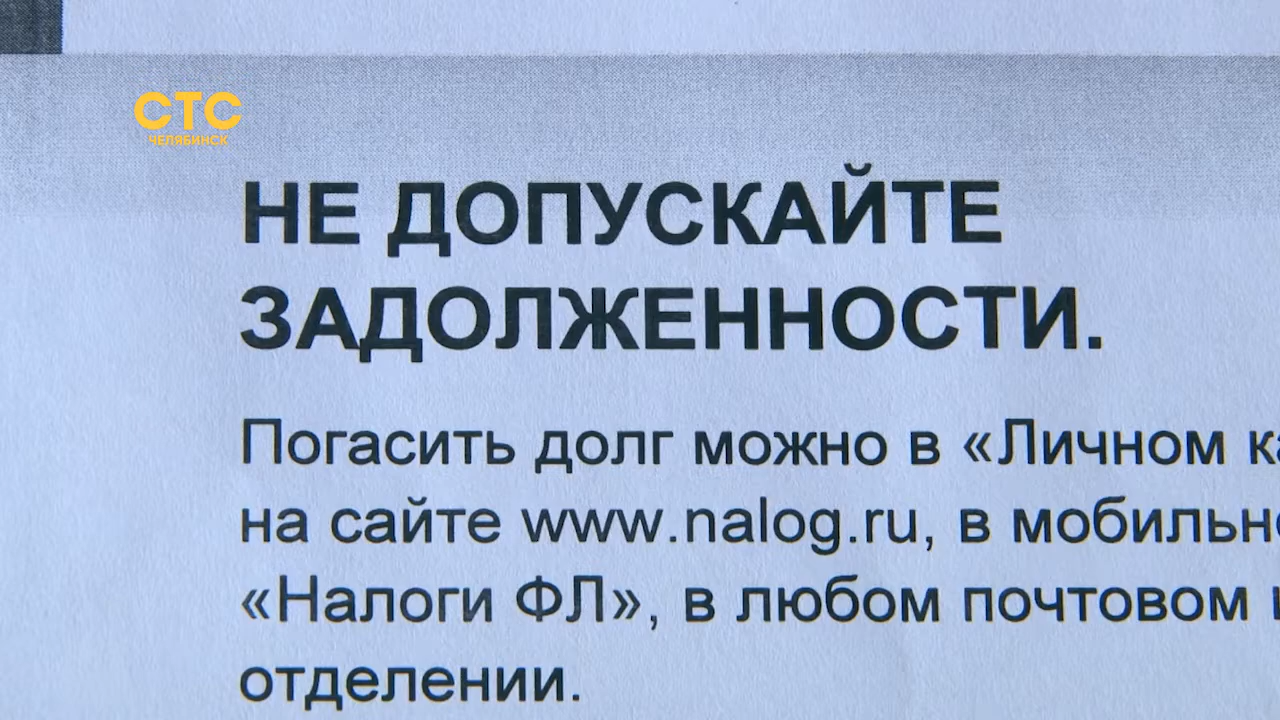 СТС
ЧЕЛЯБИНСК
НЕ ДОПУСКАЙТЕ
ЗАДОЛЖЕННОСТИ.
Погасить долг можно в «Личном
на сайте www.nalog.ru, в
«Налоги ФЛ», в любом почтовом
отделении.